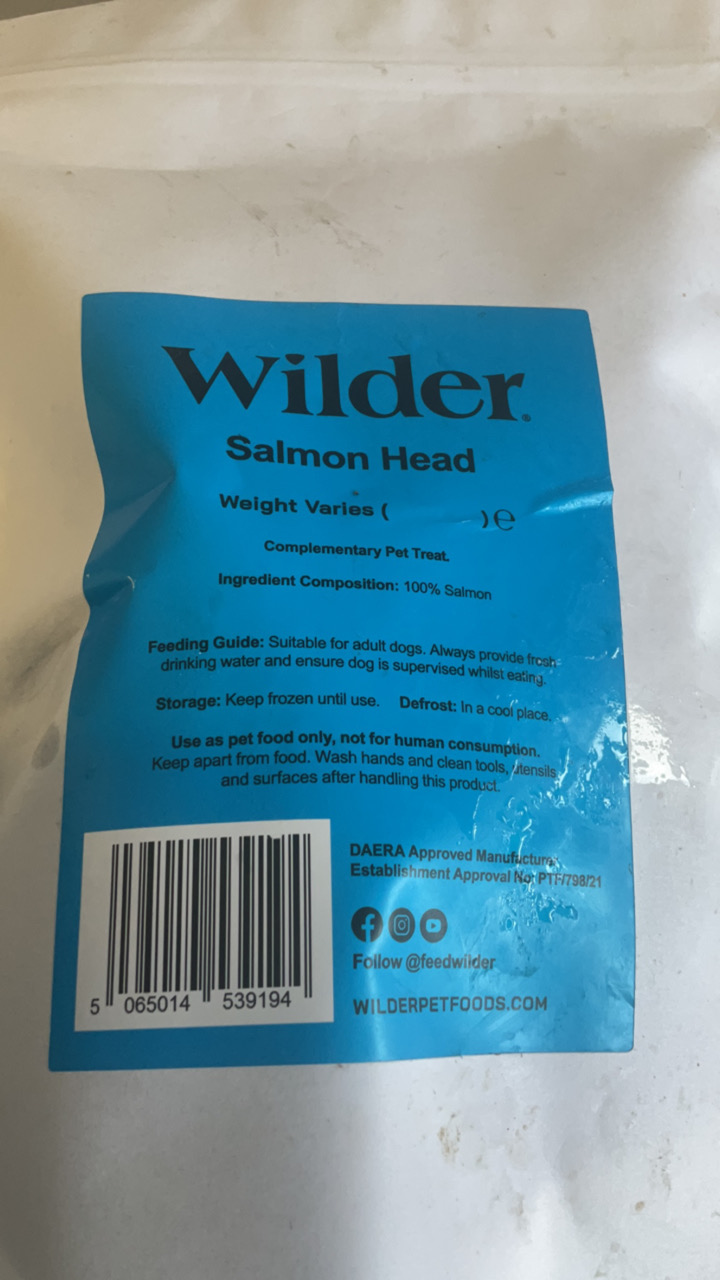 Wilder®
Salmon Head
Weight Varies ( )e
Complementary Pet Treat.
Ingredient Composition: 100% Salmon
Feeding Guide: Suitable for adult dogs. Always provide fresh
drinking water and ensure dog is supervised whilst eating.
Storage: Keep frozen until use. Defrost: In a cool place.
Use as pet food only, not for human consumption.
Keep apart from food. Wash hands and clean tools, utensils
and surfaces after handling this product.
DAERA Approved Manufacturer
Establishment Approval No: PTF/798/21
Follow @feedwilder
WILDERPETFOODS.COM
5 065014 539194